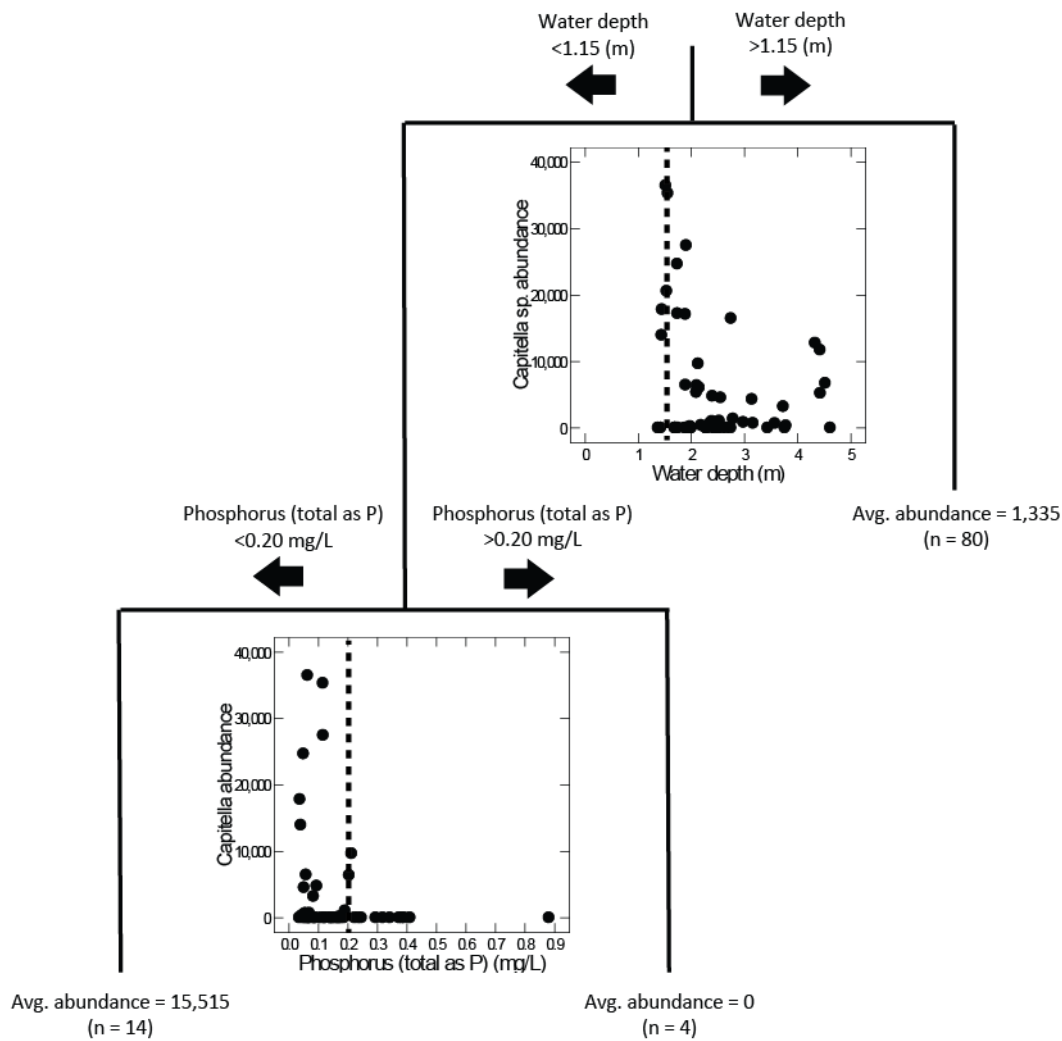 Water depth
<1.15 (m)
Water depth
>1.15 (m)
40,000
30,000
20,000
10,000
0
Capitella sp. abundance
0 1 2 3 4 5
Water depth (m)
Avg. abundance = 1,335
(n = 80)
Phosphorus (total as P)
<0.20 mg/L
Phosphorus (total as P)
>0.20 mg/L
40,000
30,000
20,000
10,000
0
Capitella abundance
0.0 0.1 0.2 0.3 0.4 0.5 0.6 0.7 0.8 0.9
Phosphorus (total as P) (mg/L)
Avg. abundance = 15,515
(n = 14)
Avg. abundance = 0
(n = 4)